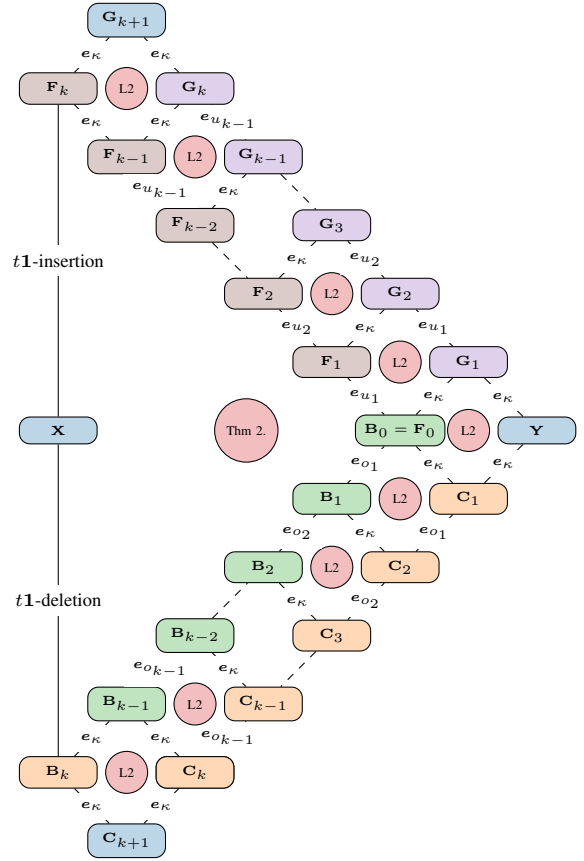 G_{k+1}
e_κ e_κ
F_k L2 G_k
e_κ e_κ e_{u_{k-1}}
F_{k-1} L2 G_{k-1}
e_{u_{k-1}} e_κ
F_{k-2} G_3
t1-insertion e_κ e_{u_2}
F_2 L2 G_2
e_{u_2} e_κ e_{u_1}
F_1 L2 G_1
e_{u_1} e_κ e_κ
X Thm 2. B_0 = F_0 L2 Y
e_{o_1} e_κ e_κ
B_1 L2 C_1
e_{o_2} e_κ e_{o_1}
B_2 L2 C_2
t1-deletion e_κ e_{o_2}
B_{k-2} C_3
e_{o_{k-1}} e_κ
B_{k-1} L2 C_{k-1}
e_κ e_κ e_{o_{k-1}}
B_k L2 C_k
e_κ e_κ
C_{k+1}